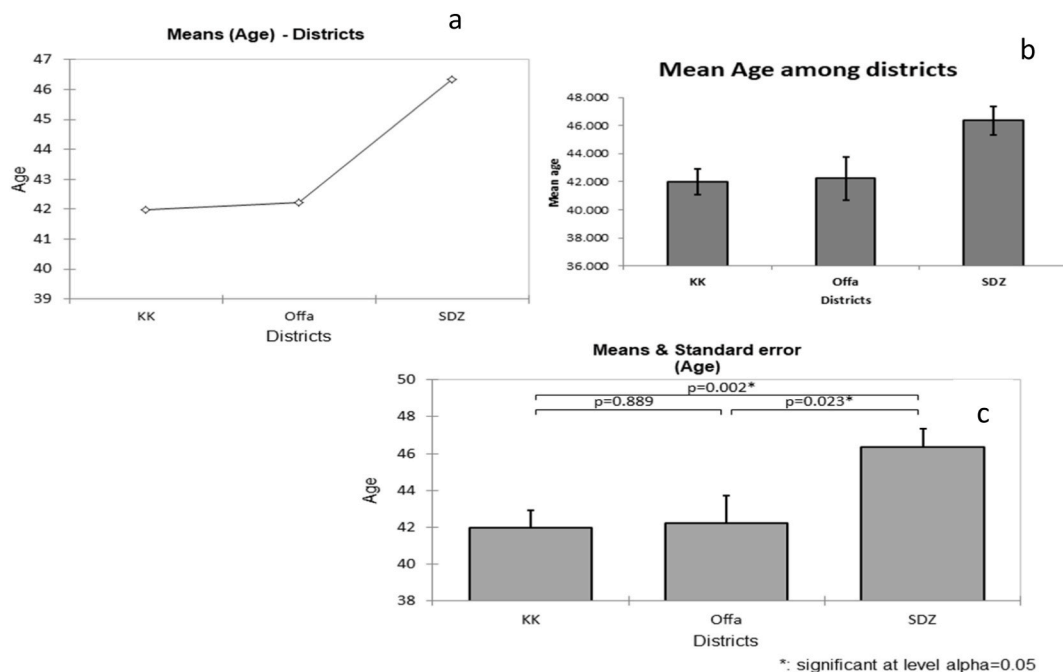 Means (Age) - Districts
a
47
46
45
44
43
42
41
40
39
Age
KK
Offa
SDZ
Districts
b
Mean Age among districts
48.000
46.000
44.000
42.000
40.000
38.000
36.000
Mean age
KK
Offa
SDZ
Districts
Means & Standard error
(Age)
c
50
48
46
44
42
40
38
Age
p=0.002*
p=0.889
p=0.023*
KK
Offa
SDZ
Districts
*: significant at level alpha=0.05